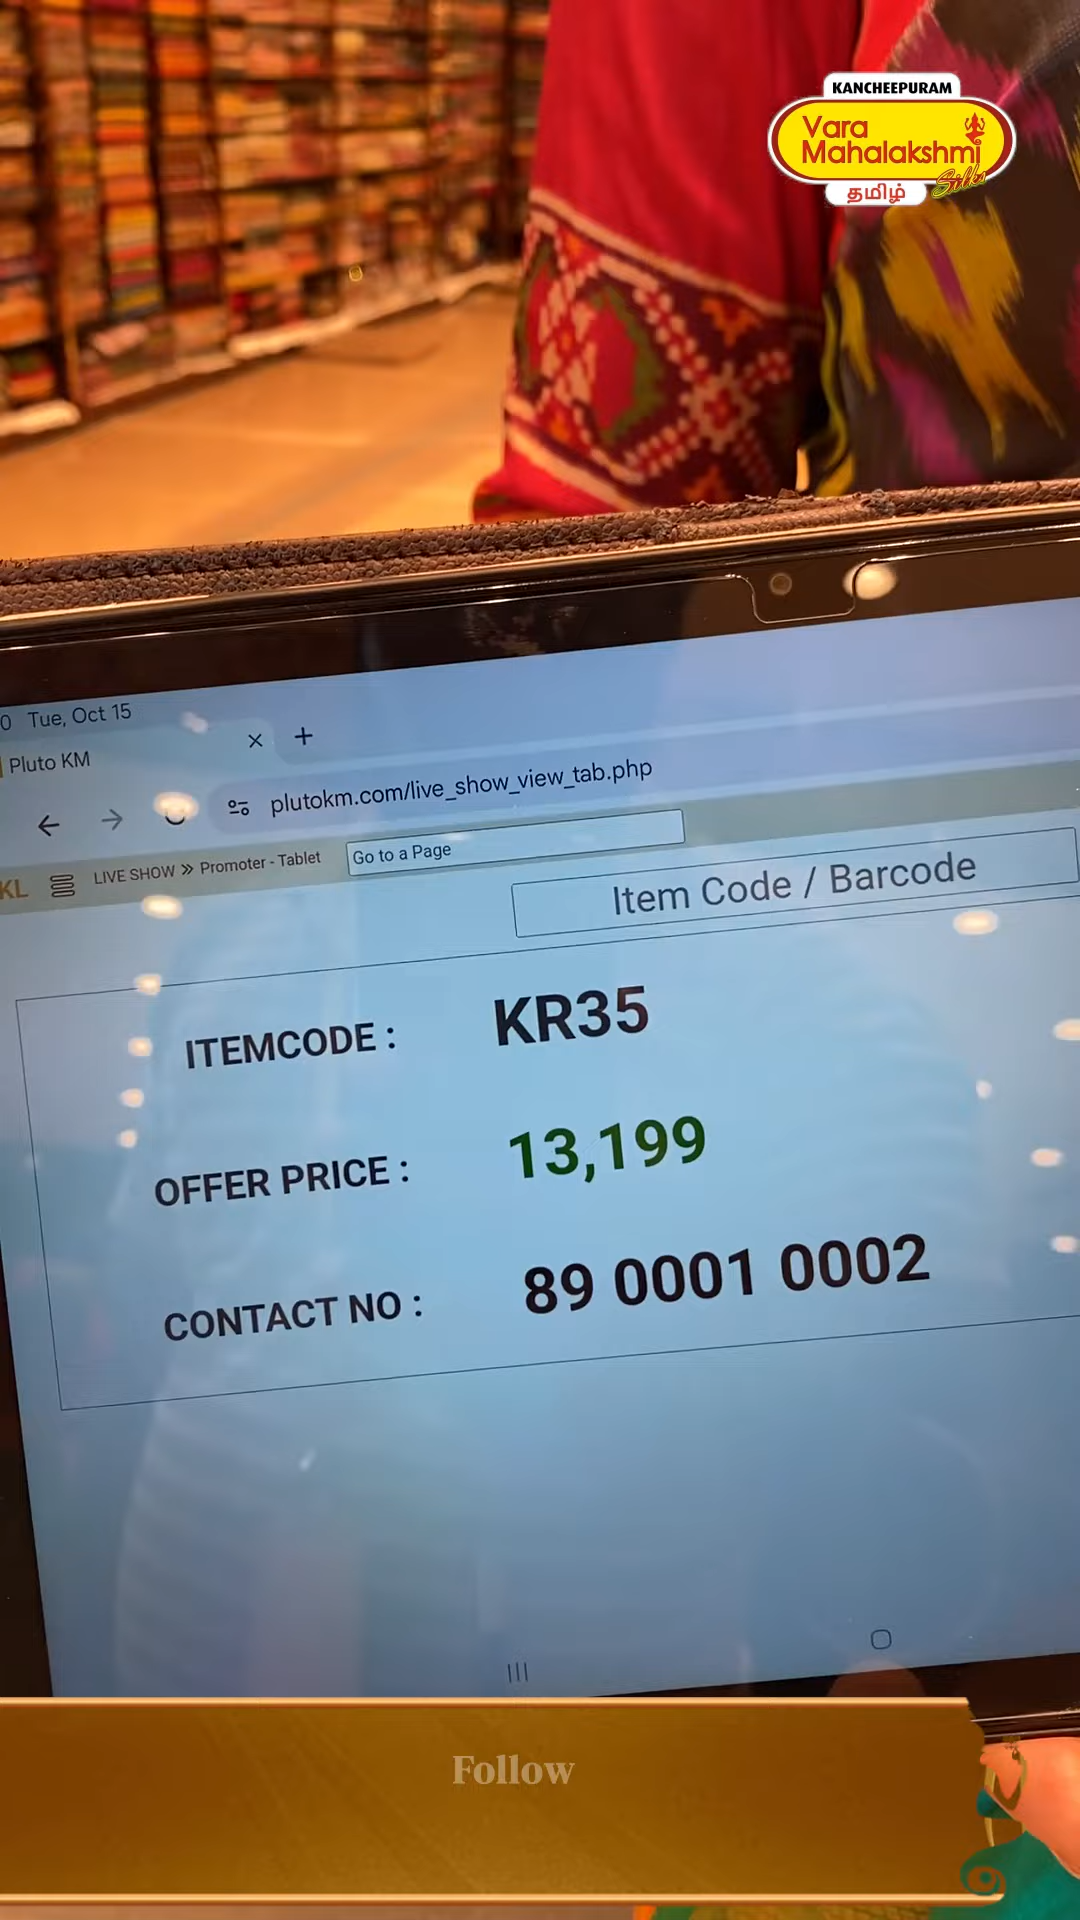 KANCHEEPURAM
Vara
Mahalakshmi
Silks
தமிழ்
0 Tue, Oct 15
Pluto KM
plutokm.com/live_show_view_tab.php
KL LIVE SHOW >> Promoter - Tablet Go to a Page
Item Code / Barcode
ITEMCODE : KR35
OFFER PRICE : 13,199
CONTACT NO : 89 0001 0002
Follow